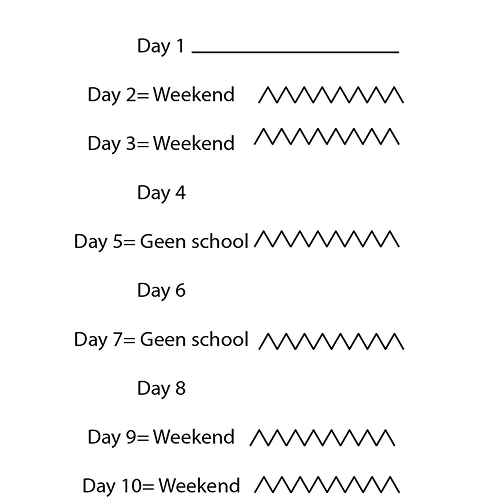 Day 1
Day 2= Weekend
Day 3= Weekend
Day 4
Day 5= Geen school
Day 6
Day 7= Geen school
Day 8
Day 9= Weekend
Day 10= Weekend